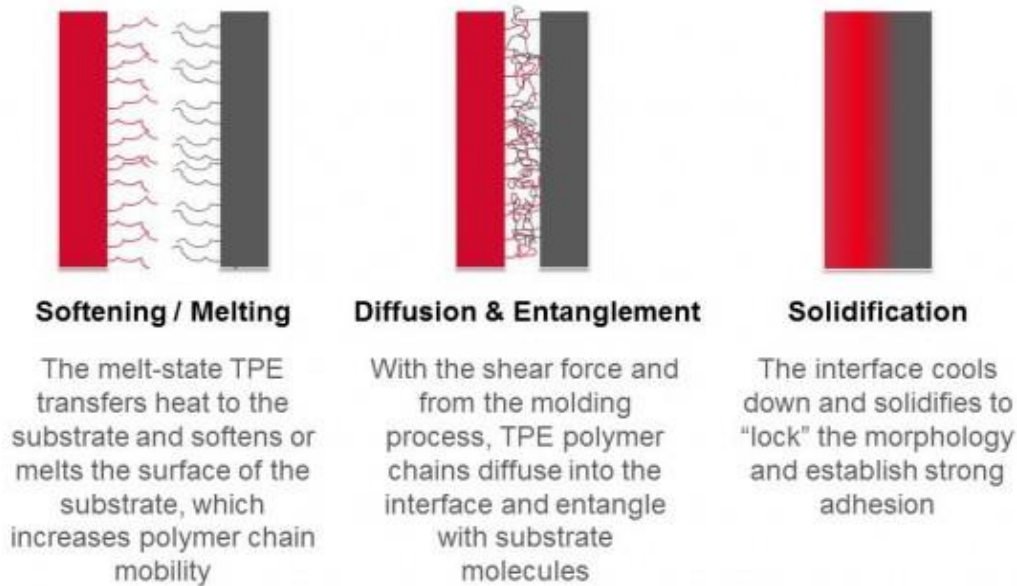 Softening / Melting
The melt-state TPE
transfers heat to the
substrate and softens or
melts the surface of the
substrate, which
increases polymer chain
mobility
Diffusion & Entanglement
With the shear force and
from the molding
process, TPE polymer
chains diffuse into the
interface and entangle
with substrate
molecules
Solidification
The interface cools
down and solidifies to
“lock” the morphology
and establish strong
adhesion